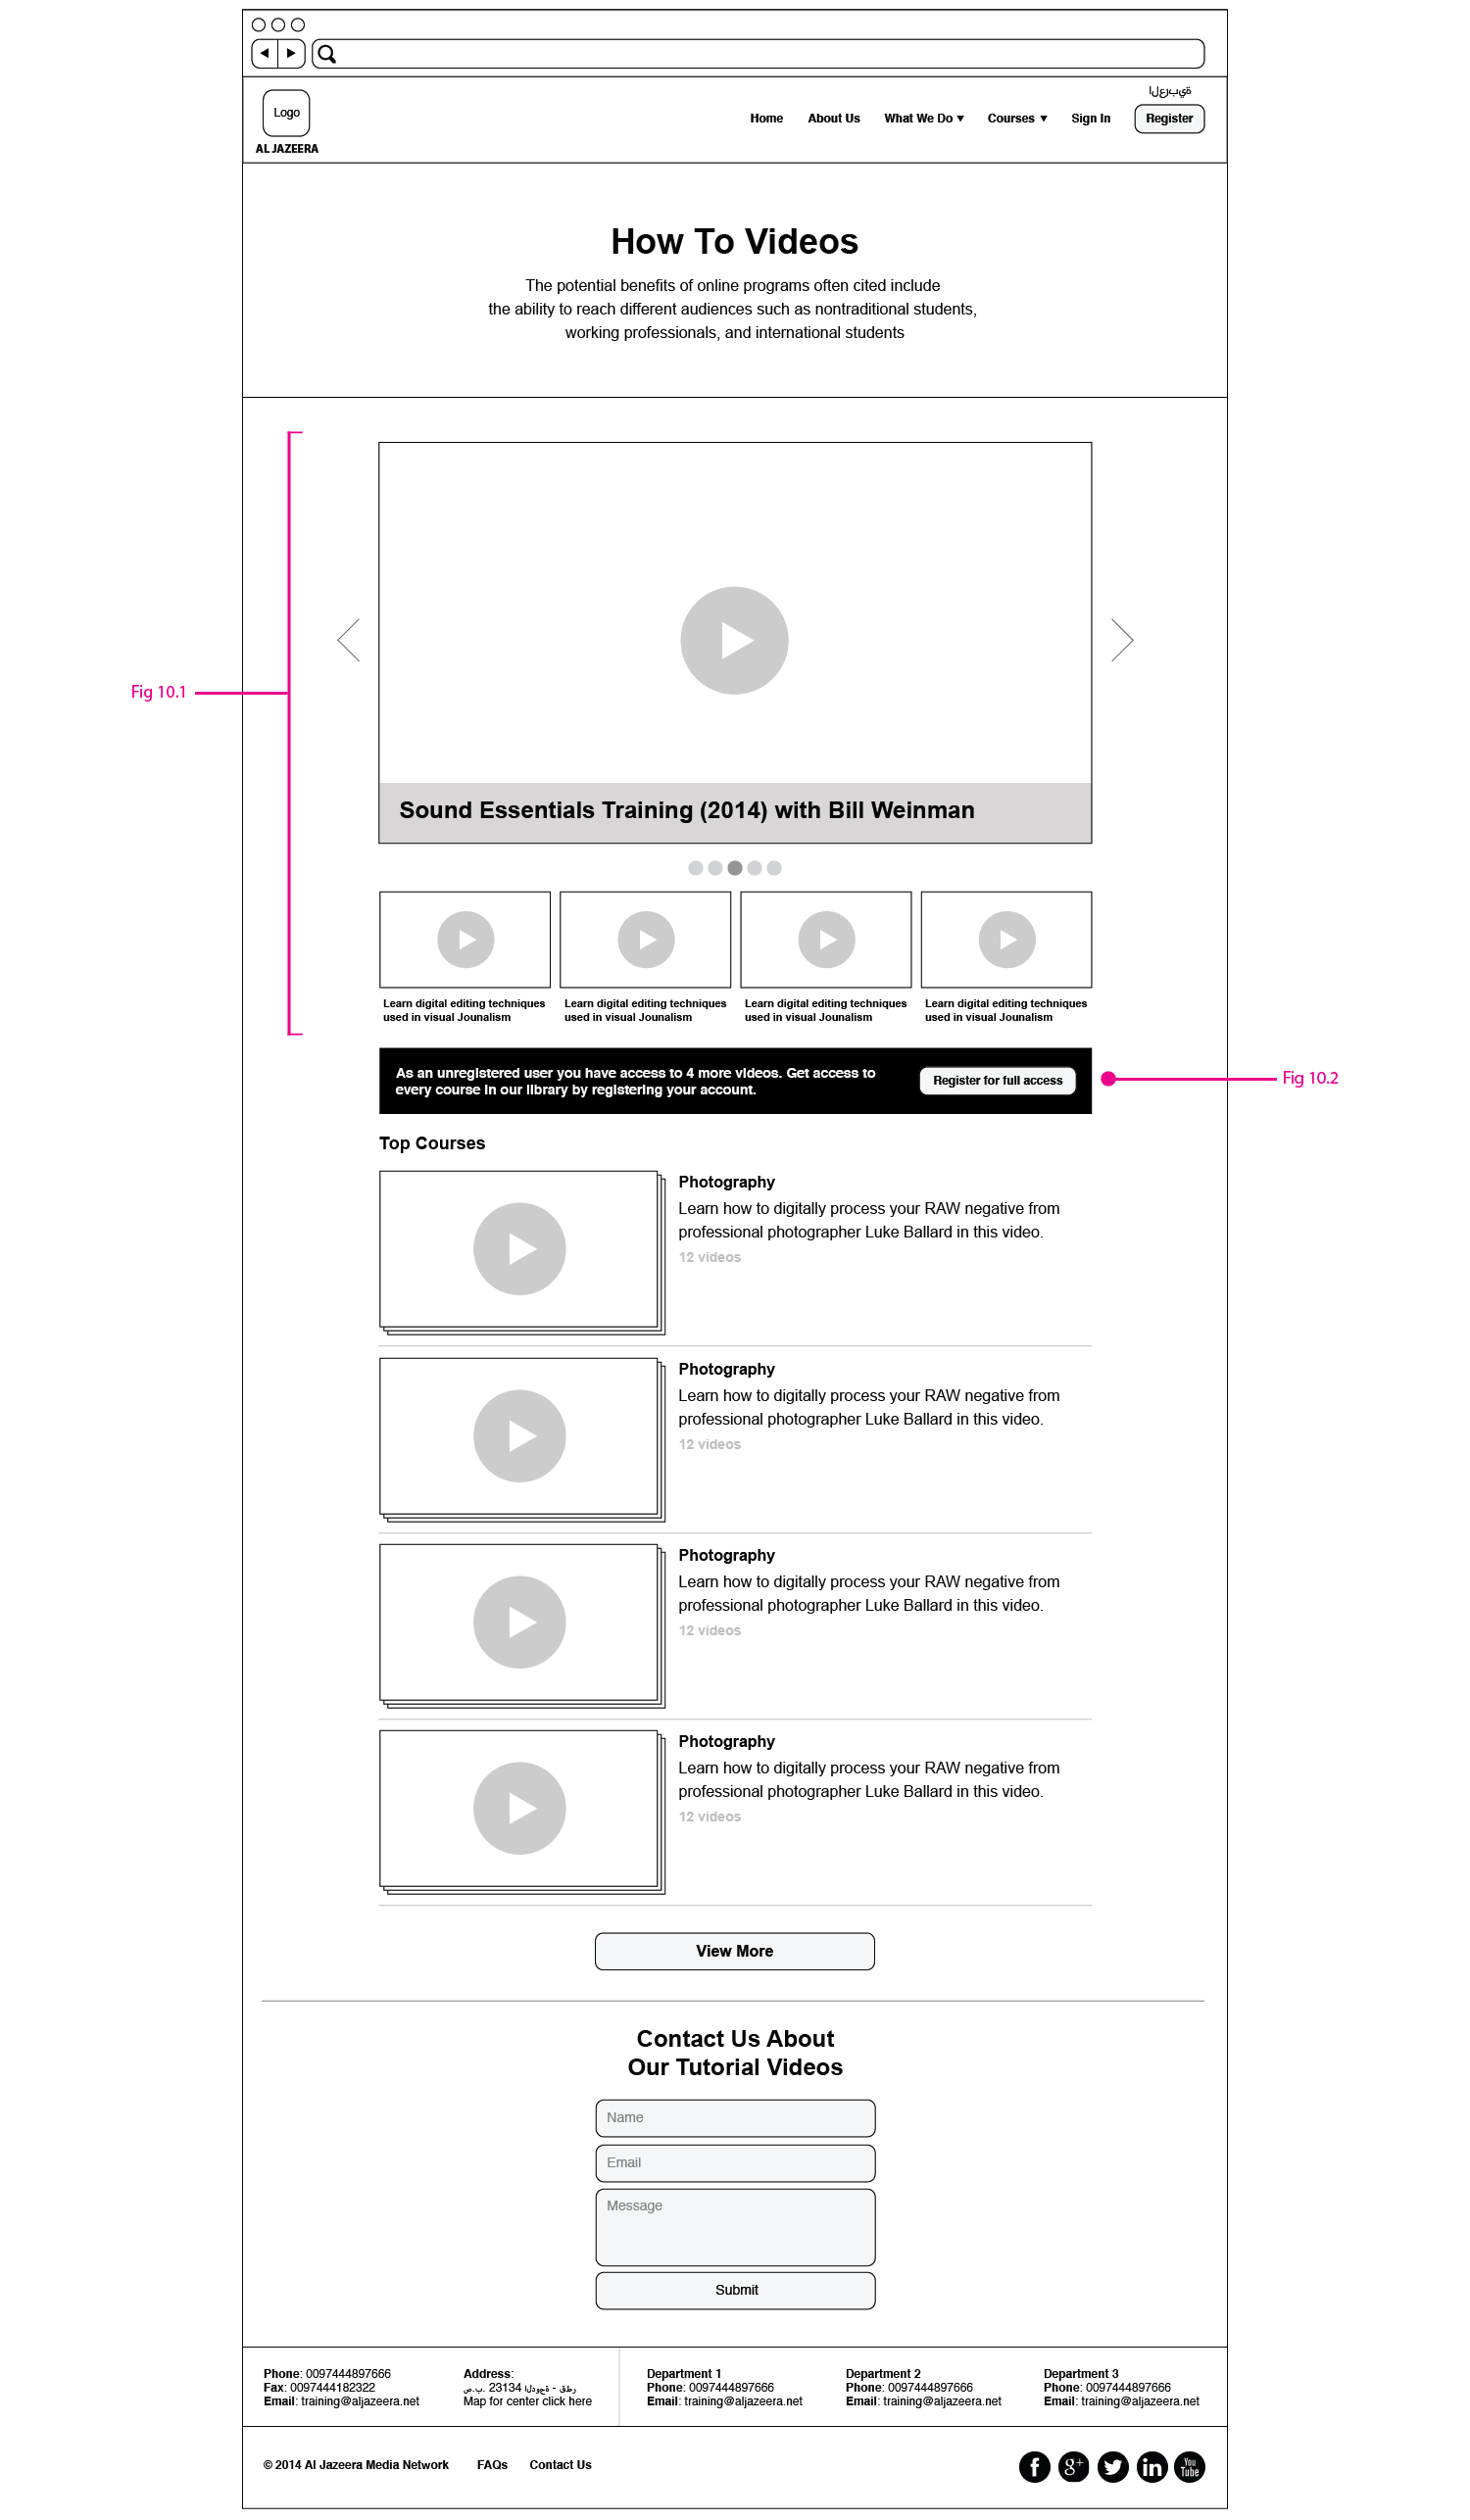 العربية
Logo
AL JAZEERA
Home About Us What We Do Courses Sign In Register
How To Videos
The potential benefits of online programs often cited include
the ability to reach different audiences such as nontraditional students,
working professionals, and international students
Fig 10.1
Sound Essentials Training (2014) with Bill Weinman
Learn digital editing techniques
used in visual Jounalism
Learn digital editing techniques
used in visual Jounalism
Learn digital editing techniques
used in visual Jounalism
Learn digital editing techniques
used in visual Jounalism
As an unregistered user you have access to 4 more videos. Get access to
every course in our library by registering your account.
Register for full access
Fig 10.2
Top Courses
Photography
Learn how to digitally process your RAW negative from
professional photographer Luke Ballard in this video.
12 videos
Photography
Learn how to digitally process your RAW negative from
professional photographer Luke Ballard in this video.
12 videos
Photography
Learn how to digitally process your RAW negative from
professional photographer Luke Ballard in this video.
12 videos
Photography
Learn how to digitally process your RAW negative from
professional photographer Luke Ballard in this video.
12 videos
View More
Contact Us About
Our Tutorial Videos
Name
Email
Message
Submit
Phone: 0097444897666
Fax: 0097444182322
Email: training@aljazeera.net
Address:
ص.ب. 23134 الدوحة - قطر
Map for center click here
Department 1
Phone: 0097444897666
Email: training@aljazeera.net
Department 2
Phone: 0097444897666
Email: training@aljazeera.net
Department 3
Phone: 0097444897666
Email: training@aljazeera.net
© 2014 Al Jazeera Media Network FAQs Contact Us
f g+ in You Tube